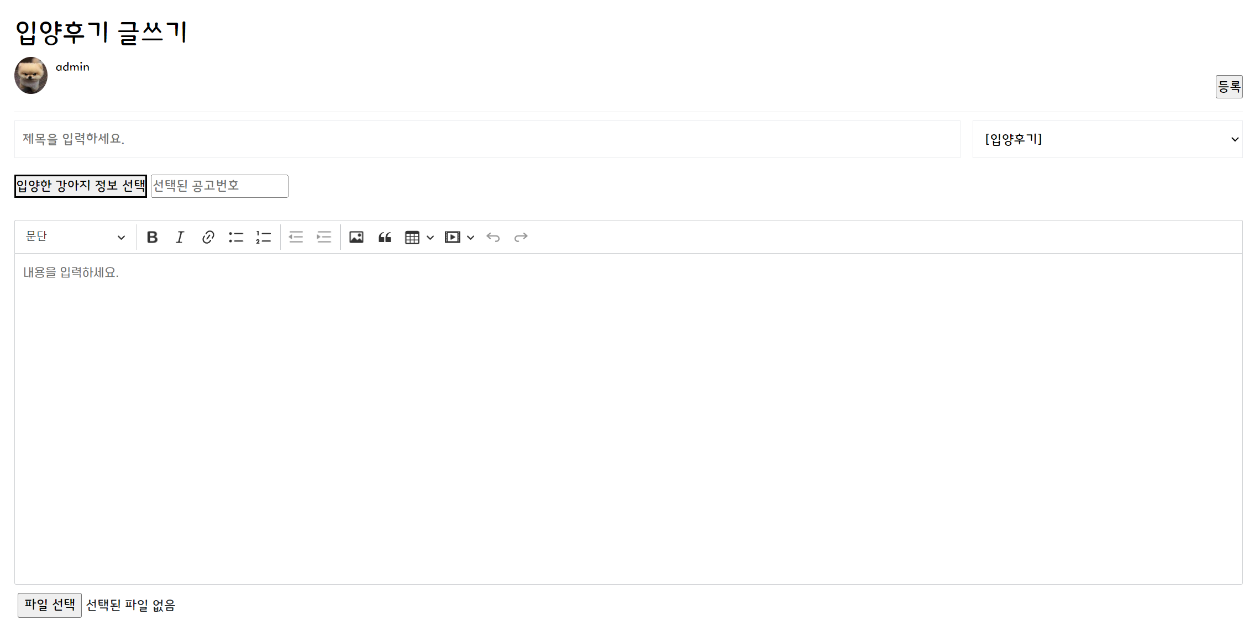 입양후기 글쓰기
admin
등록
제목을 입력하세요. [입양후기]
입양한 강아지 정보 선택 선택된 공고번호
문단 B I
내용을 입력하세요.
파일 선택 선택된 파일 없음